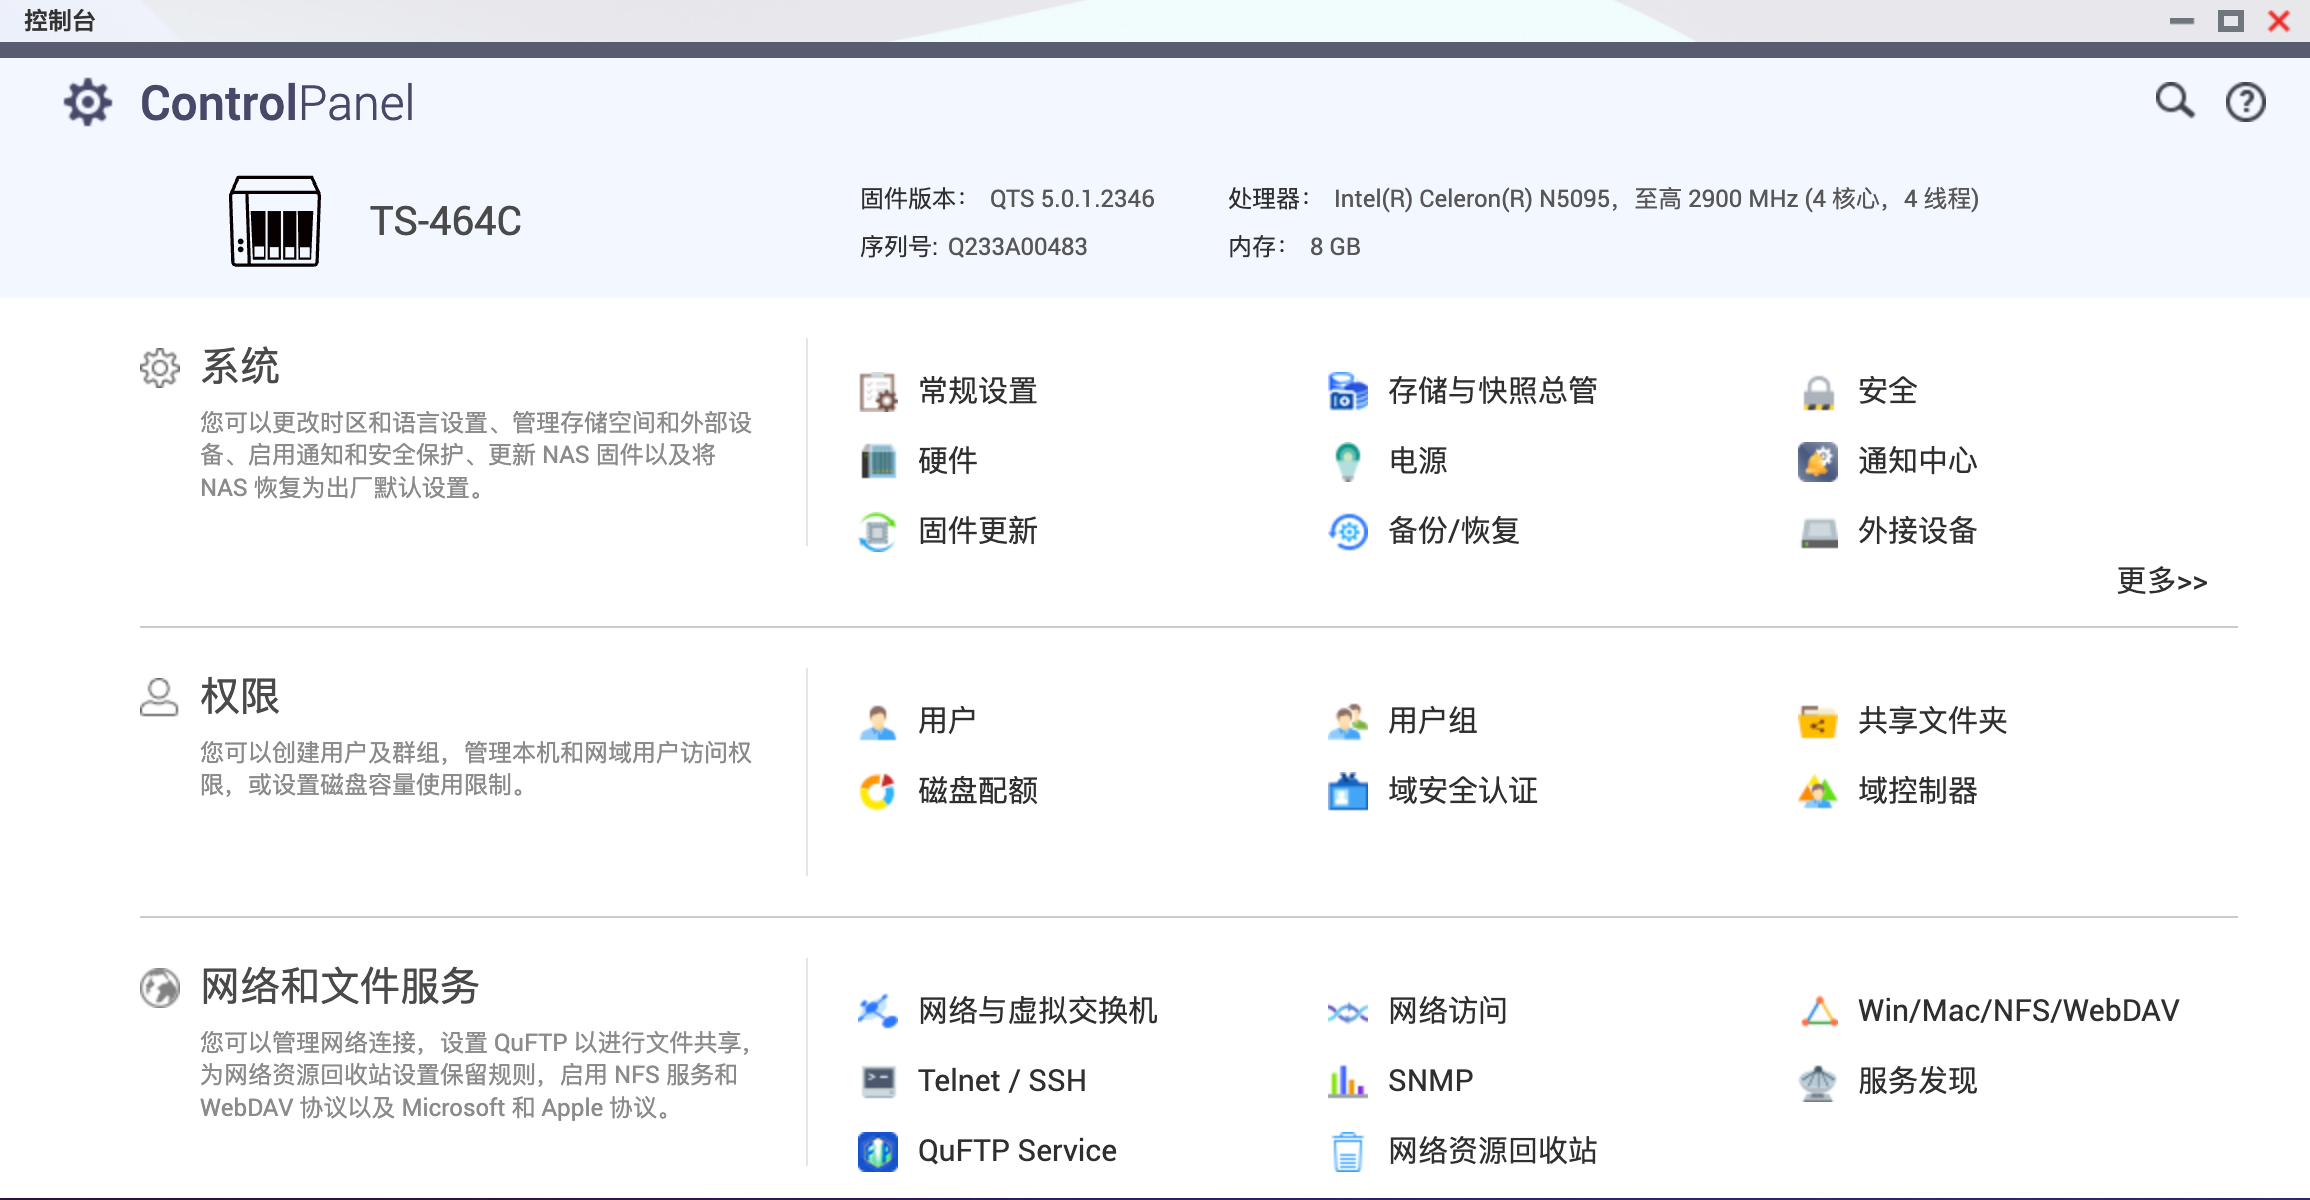 控制台
ControlPanel
TS-464C
固件版本： QTS 5.0.1.2346
处理器： Intel(R) Celeron(R) N5095，至高 2900 MHz (4 核心，4 线程)
序列号: Q233A00483
内存： 8 GB
系统
您可以更改时区和语言设置、管理存储空间和外部设
备、启用通知和安全保护、更新 NAS 固件以及将
NAS 恢复为出厂默认设置。
常规设置
存储与快照总管
安全
硬件
电源
通知中心
固件更新
备份/恢复
外接设备
更多>>
权限
您可以创建用户及群组，管理本机和网域用户访问权
限，或设置磁盘容量使用限制。
用户
用户组
共享文件夹
磁盘配额
域安全认证
域控制器
网络和文件服务
您可以管理网络连接，设置 QuFTP 以进行文件共享，
为网络资源回收站设置保留规则，启用 NFS 服务和
WebDAV 协议以及 Microsoft 和 Apple 协议。
网络与虚拟交换机
网络访问
Win/Mac/NFS/WebDAV
Telnet / SSH
SNMP
服务发现
QuFTP Service
网络资源回收站